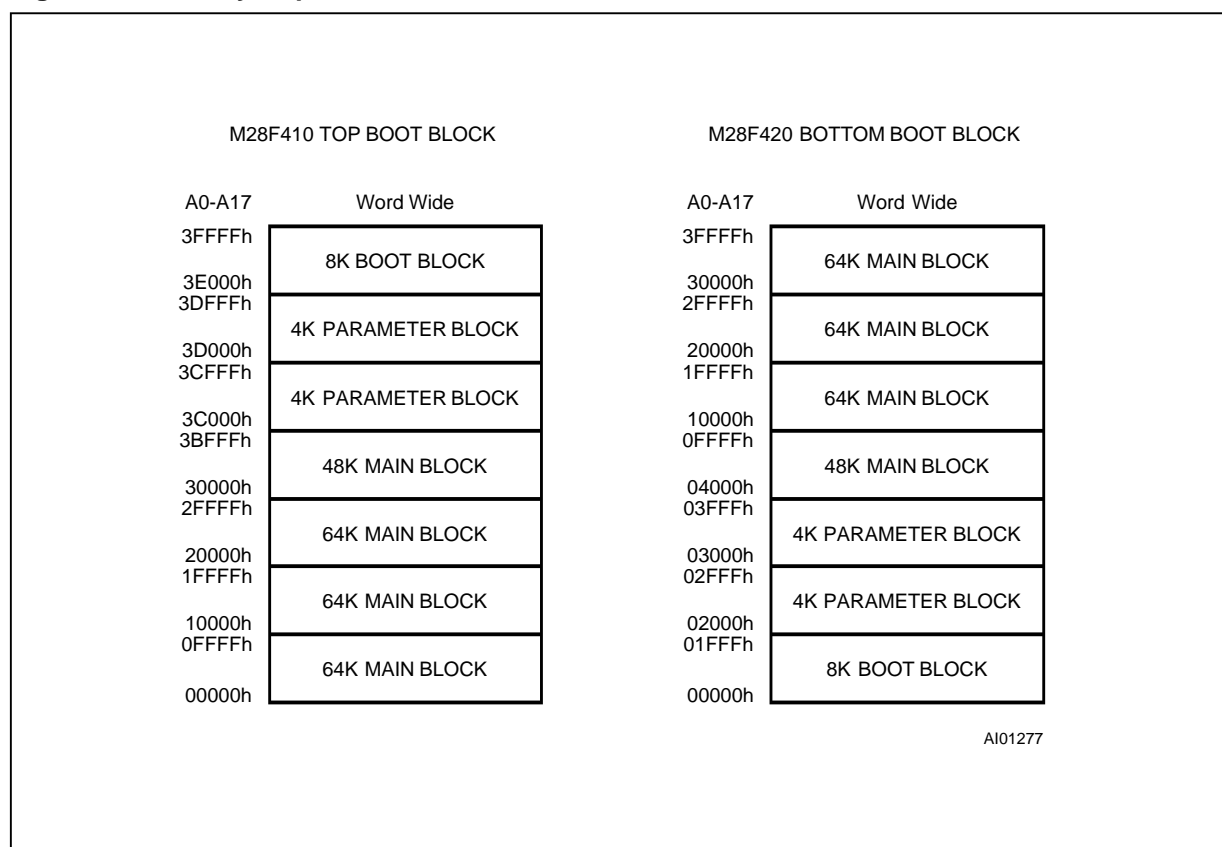 M28F410 TOP BOOT BLOCK
A0-A17 Word Wide
3FFFFh
8K BOOT BLOCK
3E000h
3DFFFh
4K PARAMETER BLOCK
3D000h
3CFFFh
4K PARAMETER BLOCK
3C000h
3BFFFh
48K MAIN BLOCK
30000h
2FFFFh
64K MAIN BLOCK
20000h
1FFFFh
64K MAIN BLOCK
10000h
0FFFFh
64K MAIN BLOCK
00000h
M28F420 BOTTOM BOOT BLOCK
A0-A17 Word Wide
3FFFFh
64K MAIN BLOCK
30000h
2FFFFh
64K MAIN BLOCK
20000h
1FFFFh
64K MAIN BLOCK
10000h
0FFFFh
48K MAIN BLOCK
04000h
03FFFh
4K PARAMETER BLOCK
03000h
02FFFh
4K PARAMETER BLOCK
02000h
01FFFh
8K BOOT BLOCK
00000h
AI01277